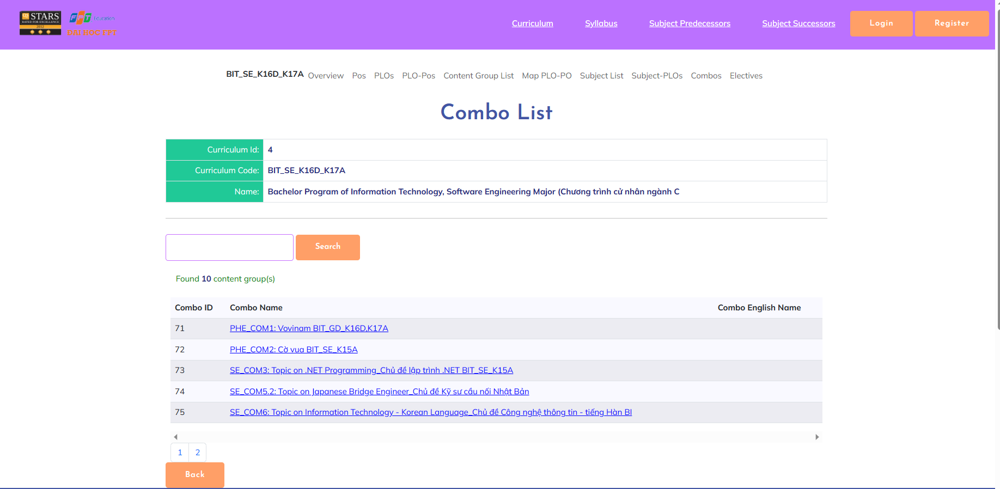 QS STARS
RATED FOR EXCELLENCE
2012
FPT Education
ĐẠI HỌC FPT
Curriculum
Syllabus
Subject Predecessors
Subject Successors
Login
Register
BIT_SE_K16D_K17A Overview Pos PLOs PLO-Pos Content Group List Map PLO-PO Subject List Subject-PLOs Combos Electives
Combo List
Curriculum Id: 4
Curriculum Code: BIT_SE_K16D_K17A
Name: Bachelor Program of Information Technology, Software Engineering Major (Chương trình cử nhân ngành C
Search
Found 10 content group(s)
Combo ID Combo Name Combo English Name
71 PHE_COM1: Vovinam BIT_GD_K16D,K17A
72 PHE_COM2: Cờ vua BIT_SE_K15A
73 SE_COM3: Topic on .NET Programming_Chủ đề lập trình .NET BIT_SE_K15A
74 SE_COM5.2: Topic on Japanese Bridge Engineer_Chủ đề Kỹ sư cầu nối Nhật Bản
75 SE_COM6: Topic on Information Technology - Korean Language_Chủ đề Công nghệ thông tin - tiếng Hàn BI
1 2
Back